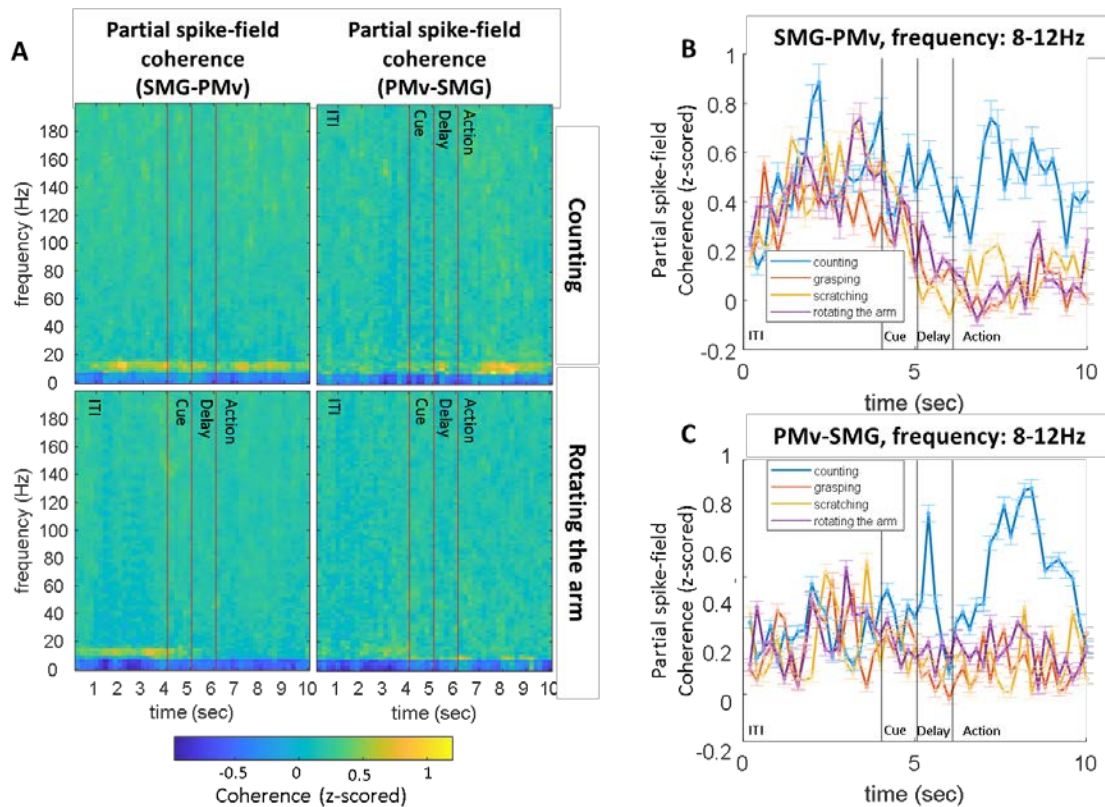 A
Partial spike-field
coherence
(SMG-PMv)
Partial spike-field
coherence
(PMv-SMG)
ITI
Cue
Delay
Action
Counting
frequency (Hz)
180
160
140
120
100
80
60
40
20
0
ITI
Cue
Delay
Action
ITI
Cue
Delay
Action
Rotating the arm
frequency (Hz)
180
160
140
120
100
80
60
40
20
0
1 2 3 4 5 6 7 8 9 10
1 2 3 4 5 6 7 8 9 10
time (sec)
time (sec)
-0.5 0 0.5 1
Coherence (z-scored)
B
SMG-PMv, frequency: 8-12Hz
Partial spike-field
Coherence (z-scored)
1
0.8
0.6
0.4
0.2
0
-0.2
counting
grasping
scratching
rotating the arm
ITI
Cue
Delay
Action
0 5 10
time (sec)
C
PMv-SMG, frequency: 8-12Hz
Partial spike-field
Coherence (z-scored)
1
0.8
0.6
0.4
0.2
0
-0.2
counting
grasping
scratching
rotating the arm
ITI
Cue
Delay
Action
0 5 10
time (sec)